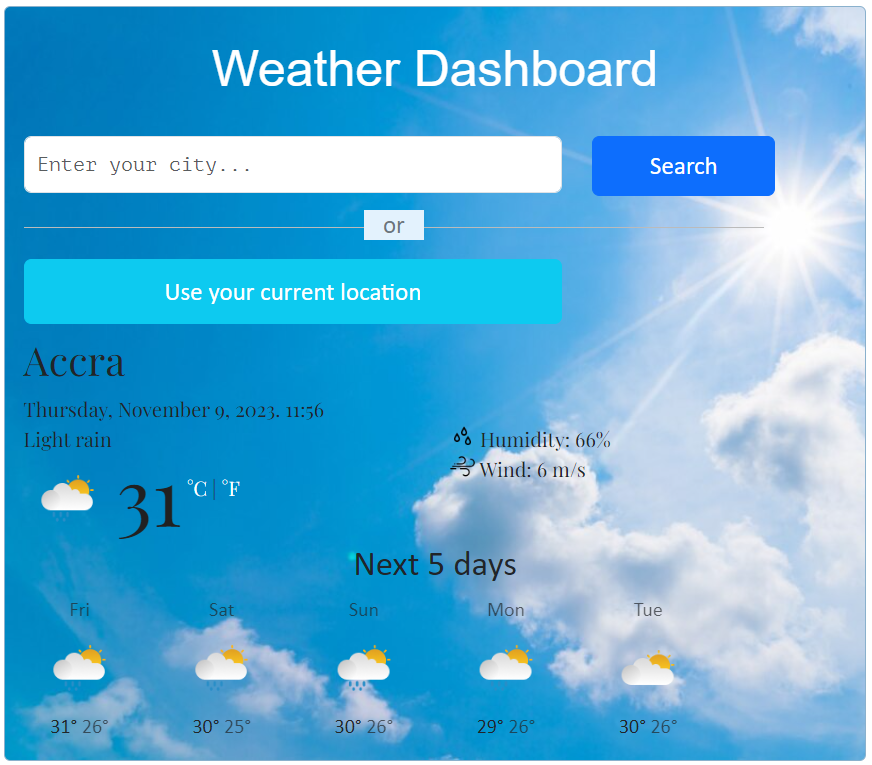 Weather Dashboard
Enter your city...
Search
or
Use your current location
Accra
Thursday, November 9, 2023. 11:56
Light rain
Humidity: 66%
Wind: 6 m/s
31 °C | °F
Next 5 days
Fri Sat Sun Mon Tue
31° 26° 30° 25° 30° 26° 29° 26° 30° 26°